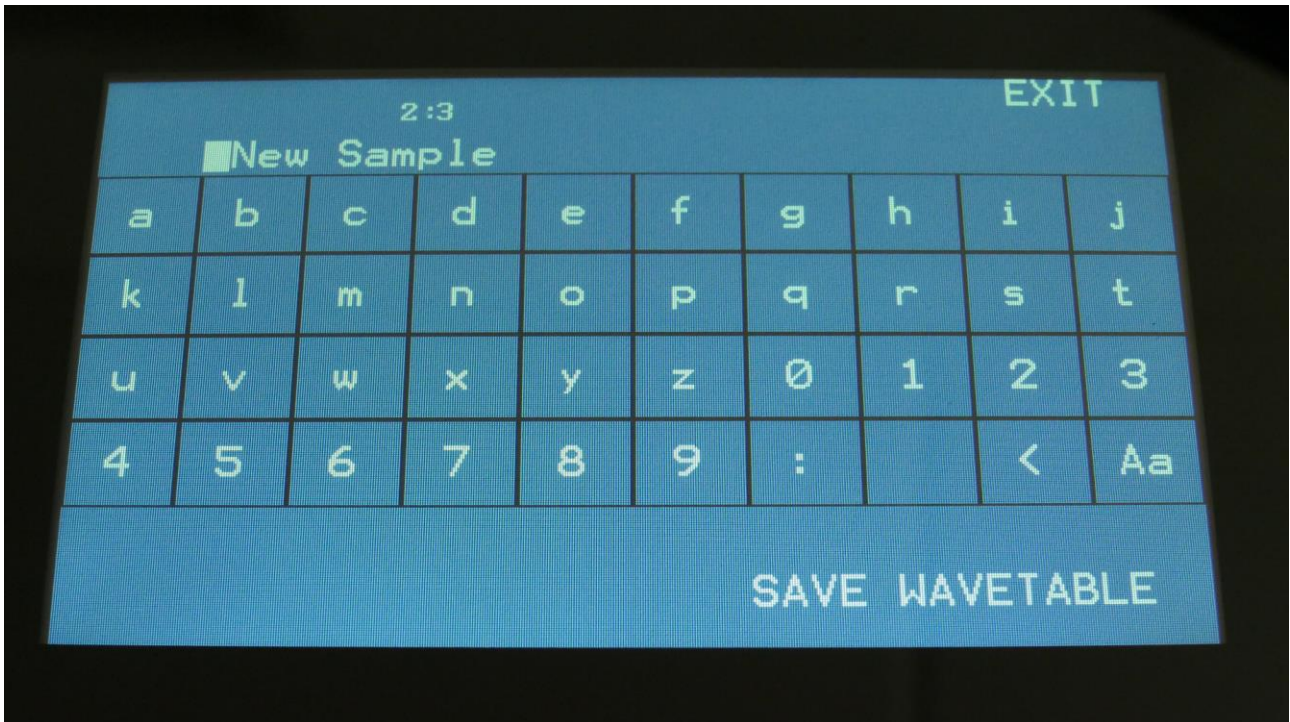 EXIT
2:3
New Sample
a b c d e f g h i j
k l m n o p q r s t
u v w x y z 0 1 2 3
4 5 6 7 8 9 : < Aa
SAVE WAVETABLE